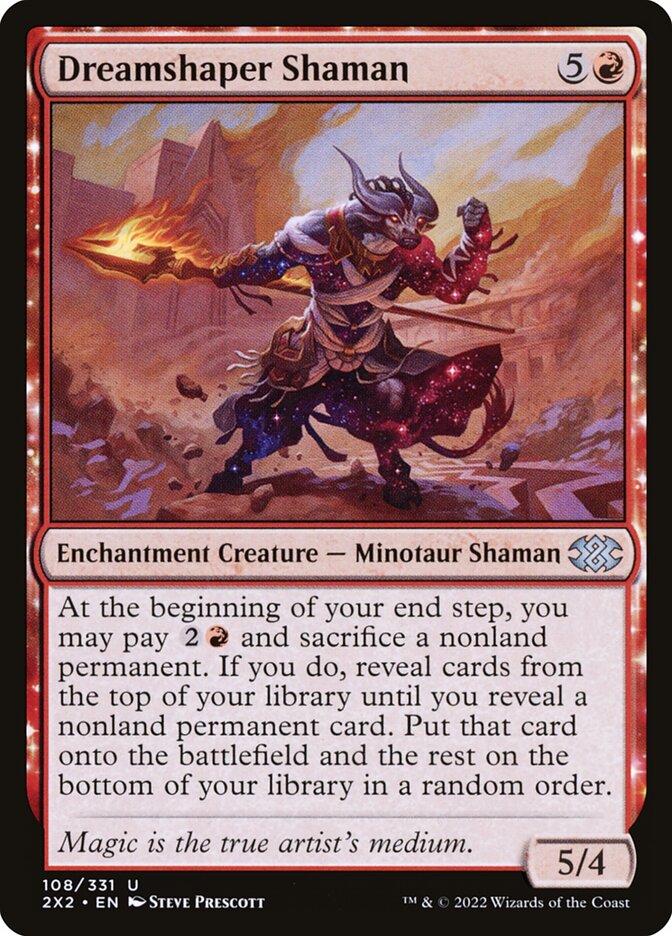 Dreamshaper Shaman 5
Enchantment Creature — Minotaur Shaman
At the beginning of your end step, you
may pay 2 and sacrifice a nonland
permanent. If you do, reveal cards from
the top of your library until you reveal a
nonland permanent card. Put that card
onto the battlefield and the rest on the
bottom of your library in a random order.
Magic is the true artist's medium.
5/4
108/331 U
2X2 • EN Steve Prescott ™ & © 2022 Wizards of the Coast